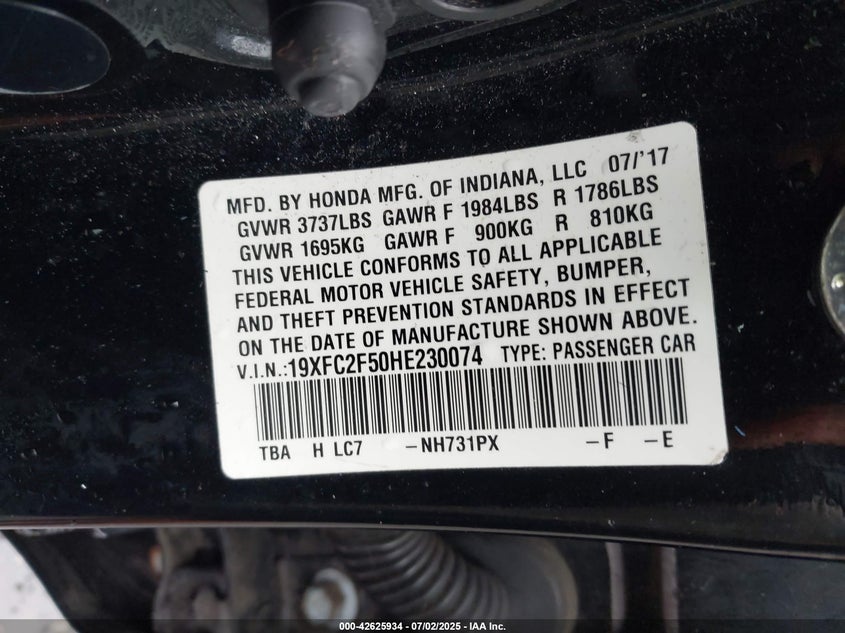 MFD. BY HONDA MFG. OF INDIANA, LLC 07/'17
GVWR 3737LBS GAWR F 1984LBS R 1786LBS
GVWR 1695KG GAWR F 900KG R 810KG
THIS VEHICLE CONFORMS TO ALL APPLICABLE
FEDERAL MOTOR VEHICLE SAFETY, BUMPER,
AND THEFT PREVENTION STANDARDS IN EFFECT
ON THE DATE OF MANUFACTURE SHOWN ABOVE.
V.I.N.:19XFC2F50HE230074 TYPE: PASSENGER CAR
TBA H LC7 –NH731PX –F –E
000-42625934 - 07/02/2025 - IAA Inc.